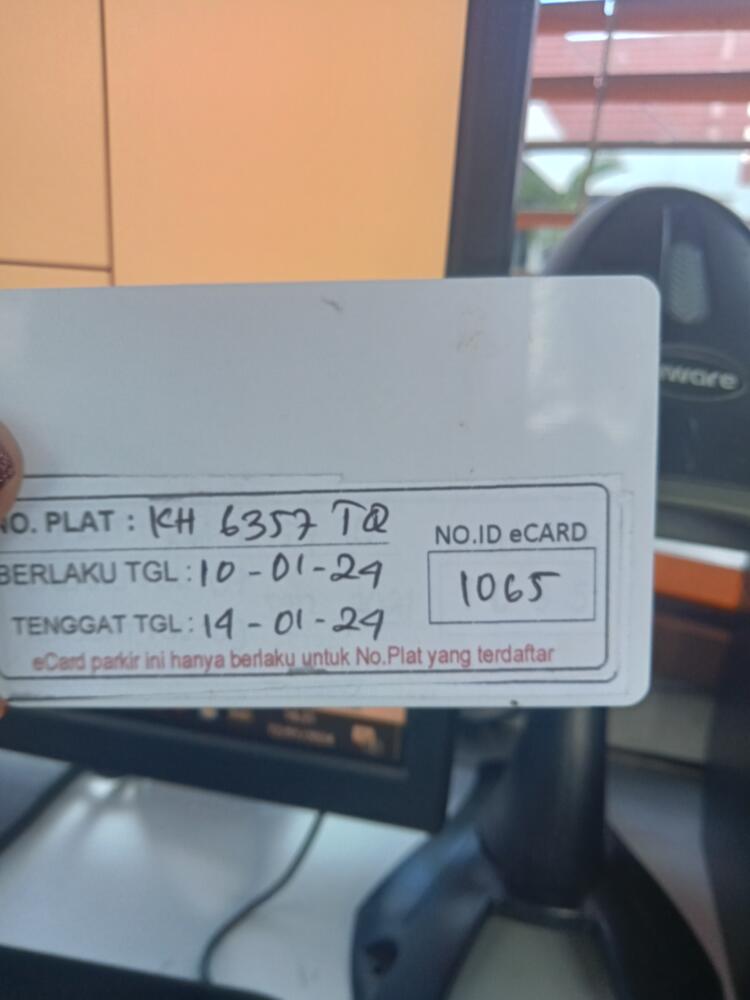 NO. PLAT : KH 6357 TQ
BERLAKU TGL : 10 - 01 - 24
TENGGAT TGL : 14 - 01 - 24
NO.ID eCARD
1065
eCard parkir ini hanya berlaku untuk No.Plat yang terdaftar